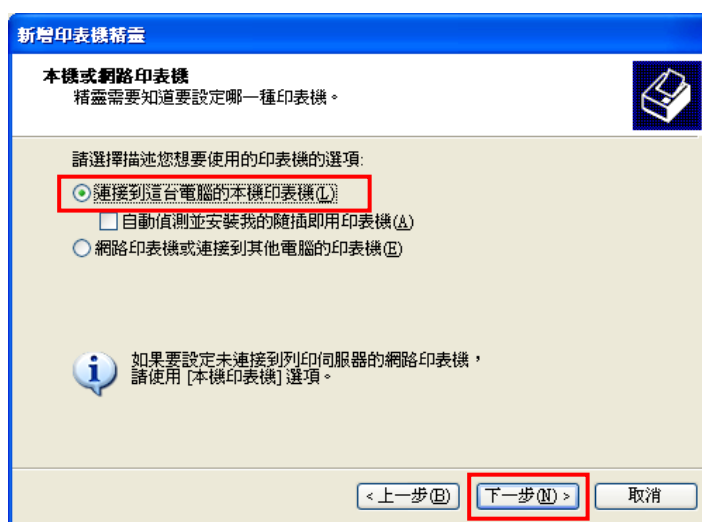 新增印表機精靈
本機或網路印表機
精靈需要知道要設定哪一種印表機。
請選擇描述您想要使用的印表機的選項:
連接到這台電腦的本機印表機(L)
自動偵測並安裝我的隨插即用印表機(A)
網路印表機或連接到其他電腦的印表機(E)
如果要設定未連接到列印伺服器的網路印表機，
請使用 [本機印表機] 選項。
<上一步(B) 下一步(N) > 取消